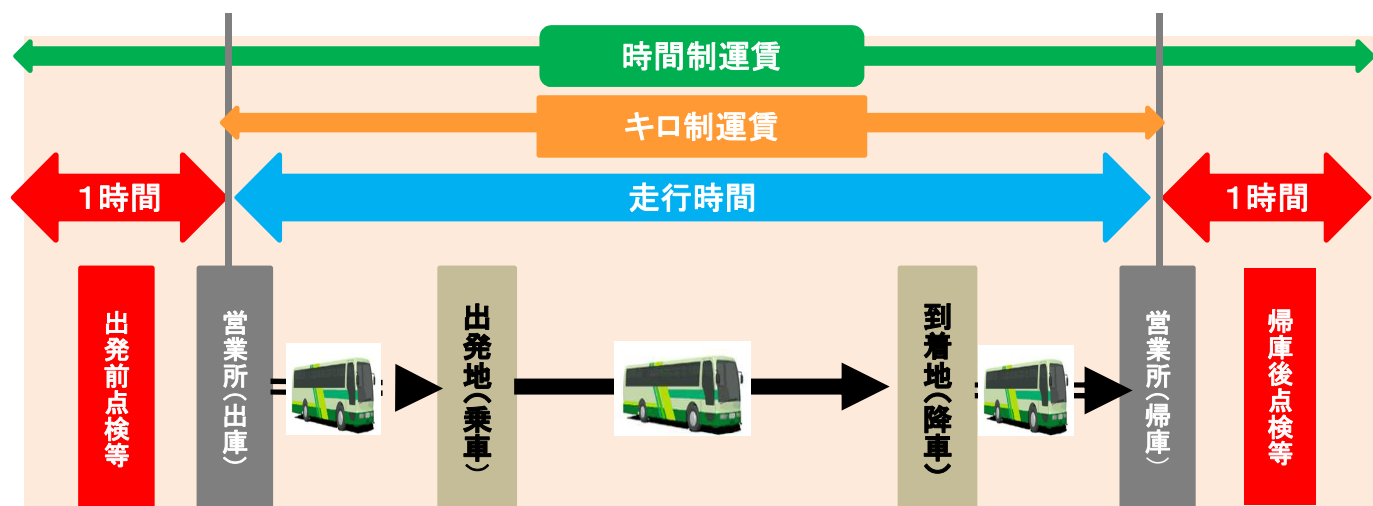 時間制運賃
キロ制運賃
1時間
走行時間
1時間
出発前点検等
営業所(出庫)
出発地(乗車)
到着地(降車)
営業所(帰庫)
帰庫後点検等